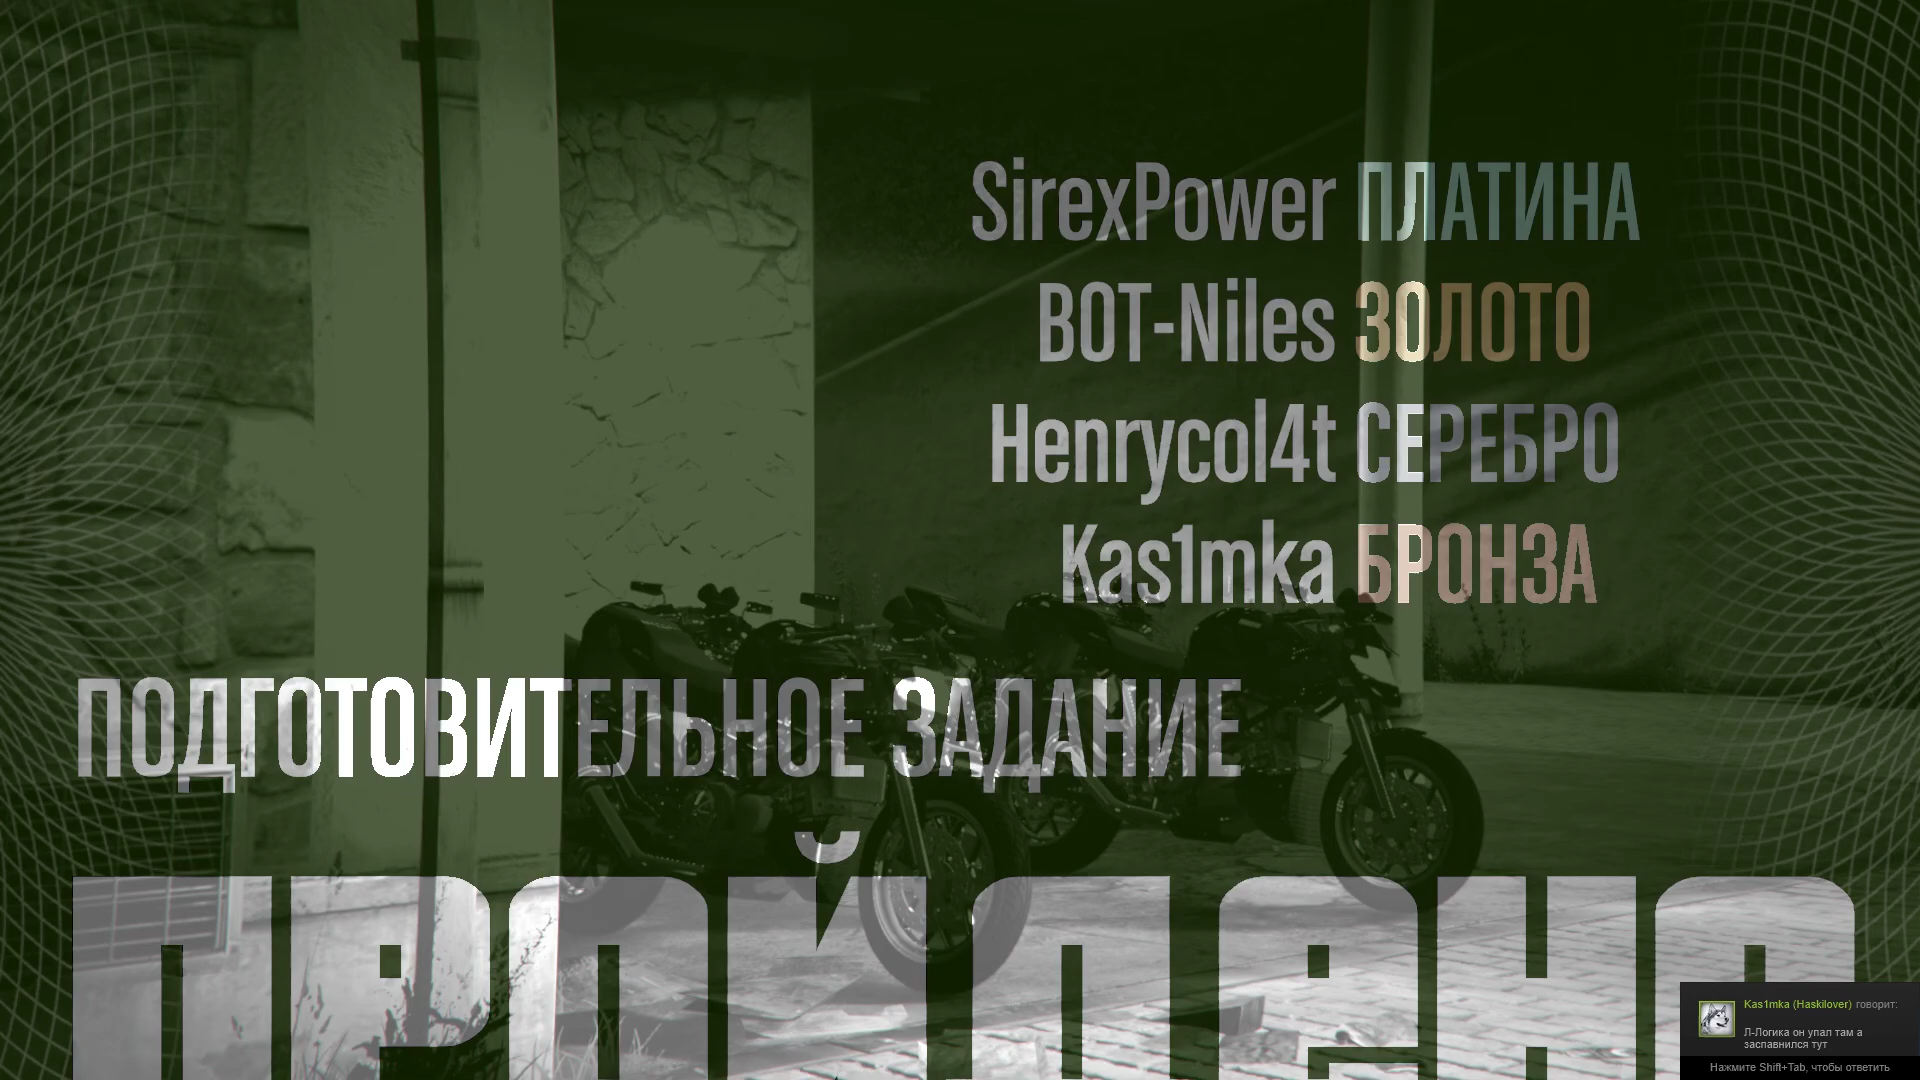 SirexPower ПЛАТИНА
BOT-Niles ЗОЛОТО
Henrycol4t СЕРЕБРО
Kas1mka БРОНЗА
ПОДГОТОВИТЕЛЬНОЕ ЗАДАНИЕ
ПРОЙДЕНО
Kas1mka (Haskilover) говорит:
Л-Логика он упал там а
заспавнился тут
Нажмите Shift+Tab, чтобы ответить